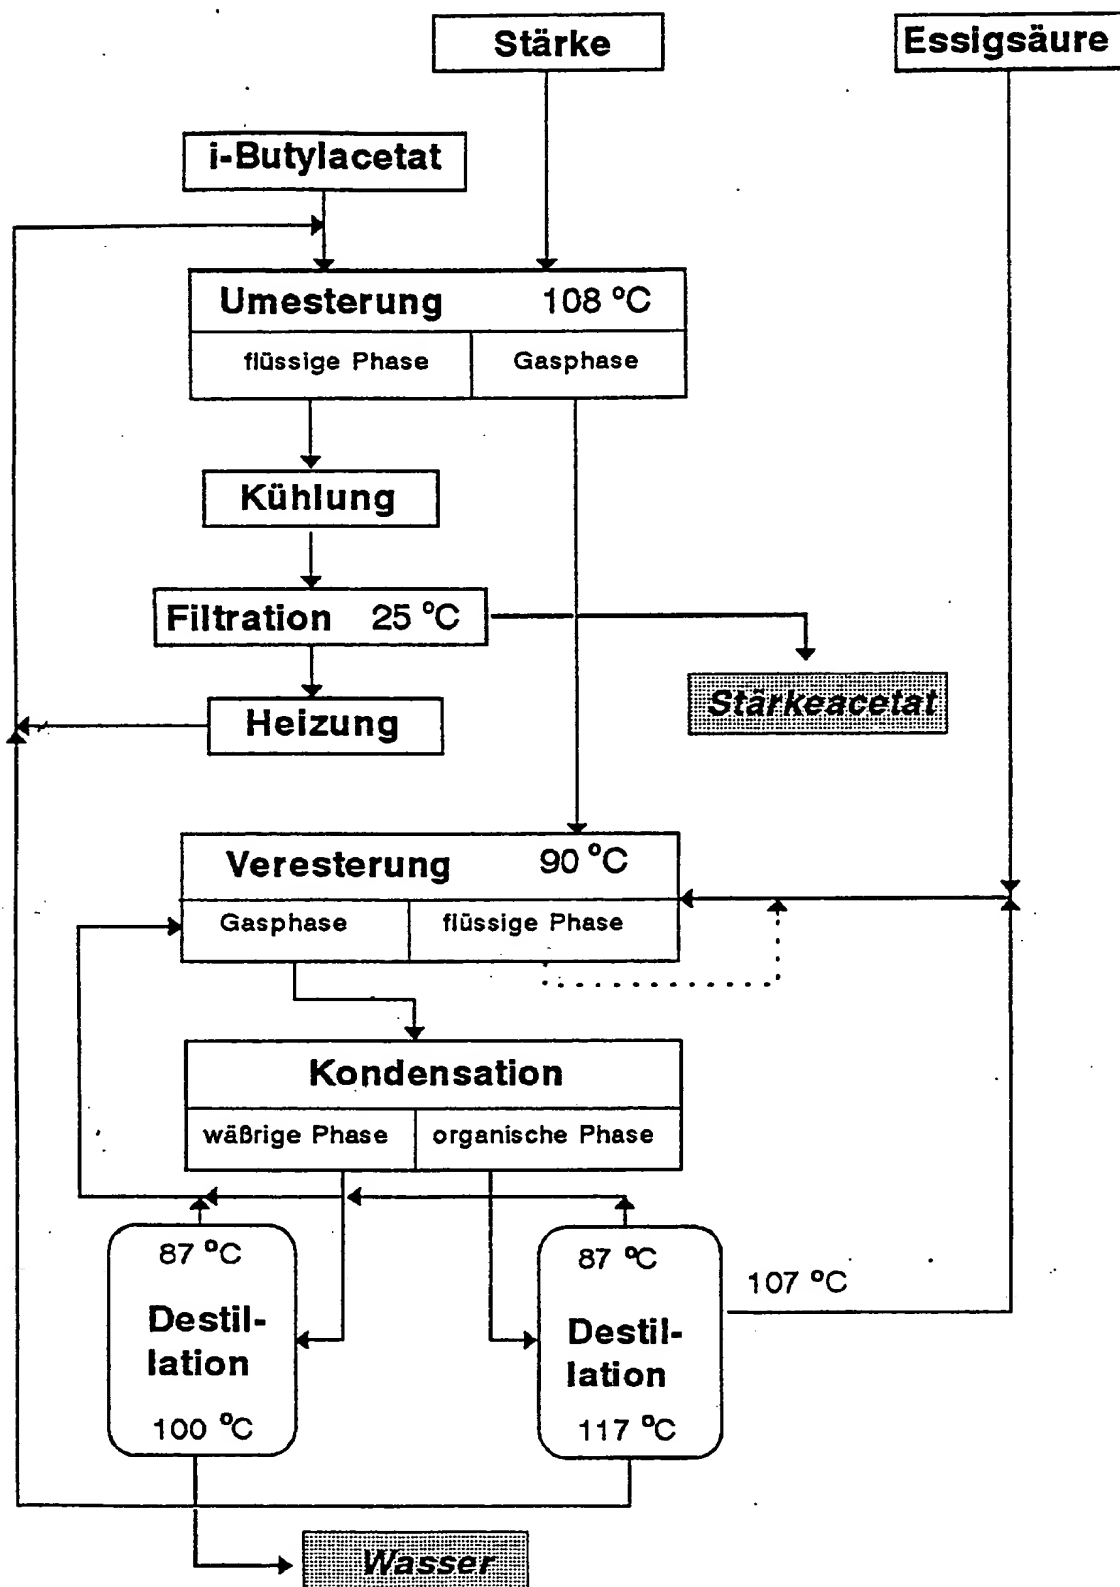 Stärke
Essigsäure
i-Butylacetat
Umesterung 108 °C
flüssige Phase
Gasphase
Kühlung
Filtration 25 °C
Stärkeacetat
Heizung
Veresterung 90 °C
Gasphase
flüssige Phase
Kondensation
wäßrige Phase
organische Phase
87 °C
Destil-
lation
100 °C
87 °C
Destil-
lation
117 °C
107 °C
Wasser